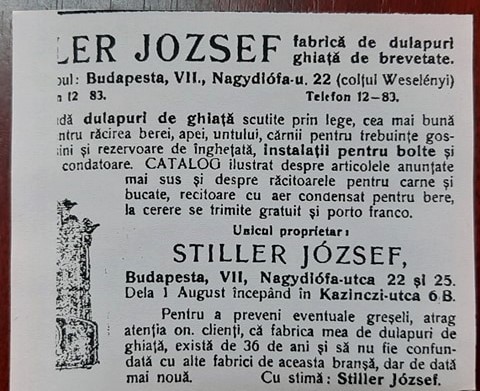 LER JOZSEF fabrică de dulapuri
ghiață de brevetate.
Budapesta, VII., Nagydiófa-u. 22 (colțul Weselényi)
12 83. Telefon 12—83.
dulapuri de ghiață scutite prin lege, cea mai bună
ntru răcirea berei, apei, untului, cărnii pentru trebuințe gos-
ini și rezervoare de înghețată, instalații pentru bolte și
condatoare. CATALOG ilustrat despre articolele anunțate
mai sus și despre răcitoarele pentru carne și
bucate, recitoare cu aer condensat pentru bere,
la cerere se trimite gratuit și porto franco.
Unicul proprietar:
STILLER JÓZSEF,
Budapesta, VII, Nagydiófa-utca 22 și 25.
Dela 1 August începând în Kazinczi-utca 6/B.
Pentru a preveni eventuale greșeli, atrag
atenția on. clienți, că fabrica mea de dulapuri de
ghiață, există de 36 de ani și să nu fie confun-
dată cu alte fabrici de aceasta branșă, dar de dată
mai nouă. Cu stimă: Stiller József.